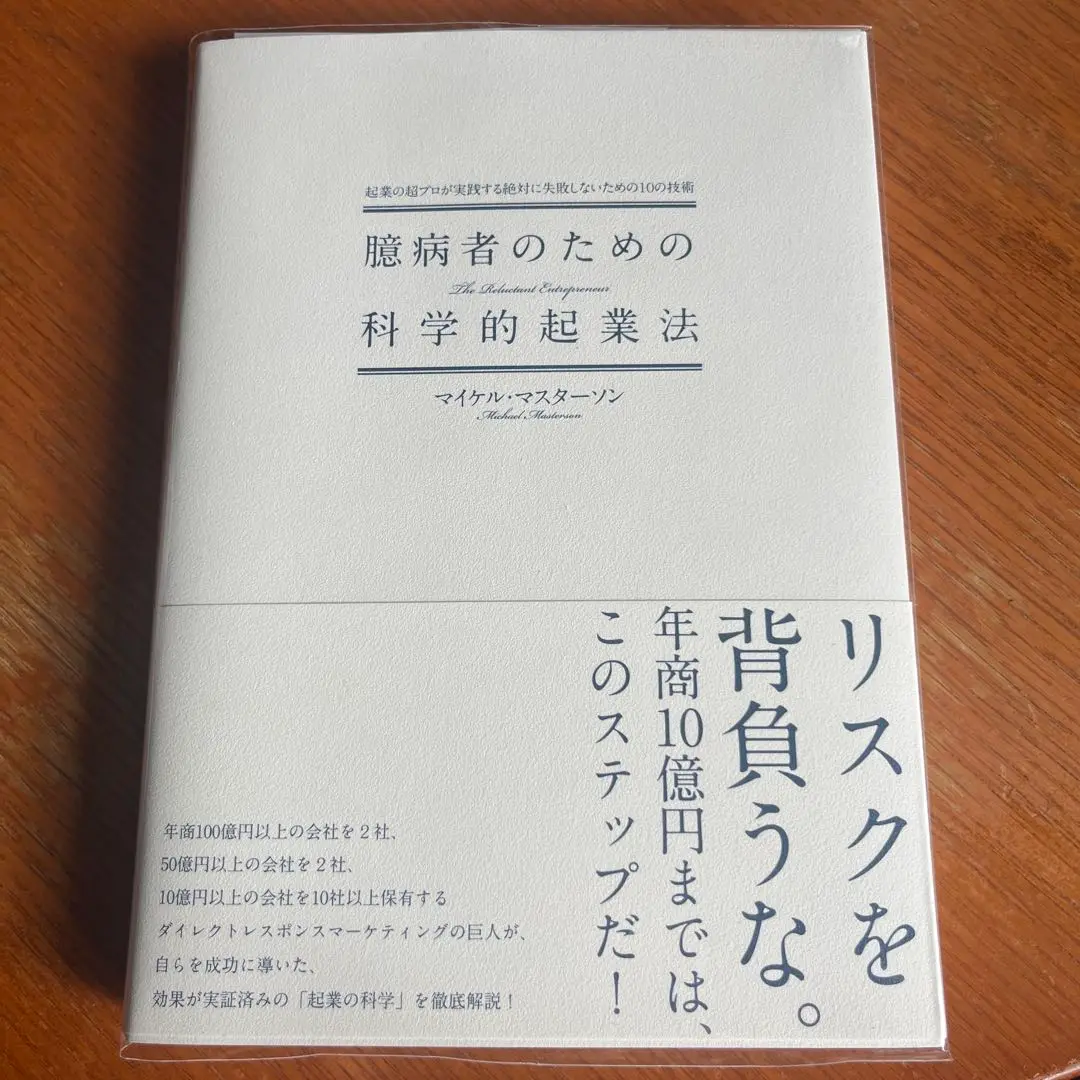 起業の超プロが実践する絶対に失敗しないための10の技術
臆病者のための
The Reluctant Entrepreneur
科学的起業法
マイケル・マスターソン
Michael Masterson
リスクを
背負うな。
年商10億円までは、
このステップだ！
年商100億円以上の会社を２社、
50億円以上の会社を２社、
10億円以上の会社を10社以上保有する
ダイレクトレスポンスマーケティングの巨人が、
自らを成功に導いた、
効果が実証済みの「起業の科学」を徹底解説！